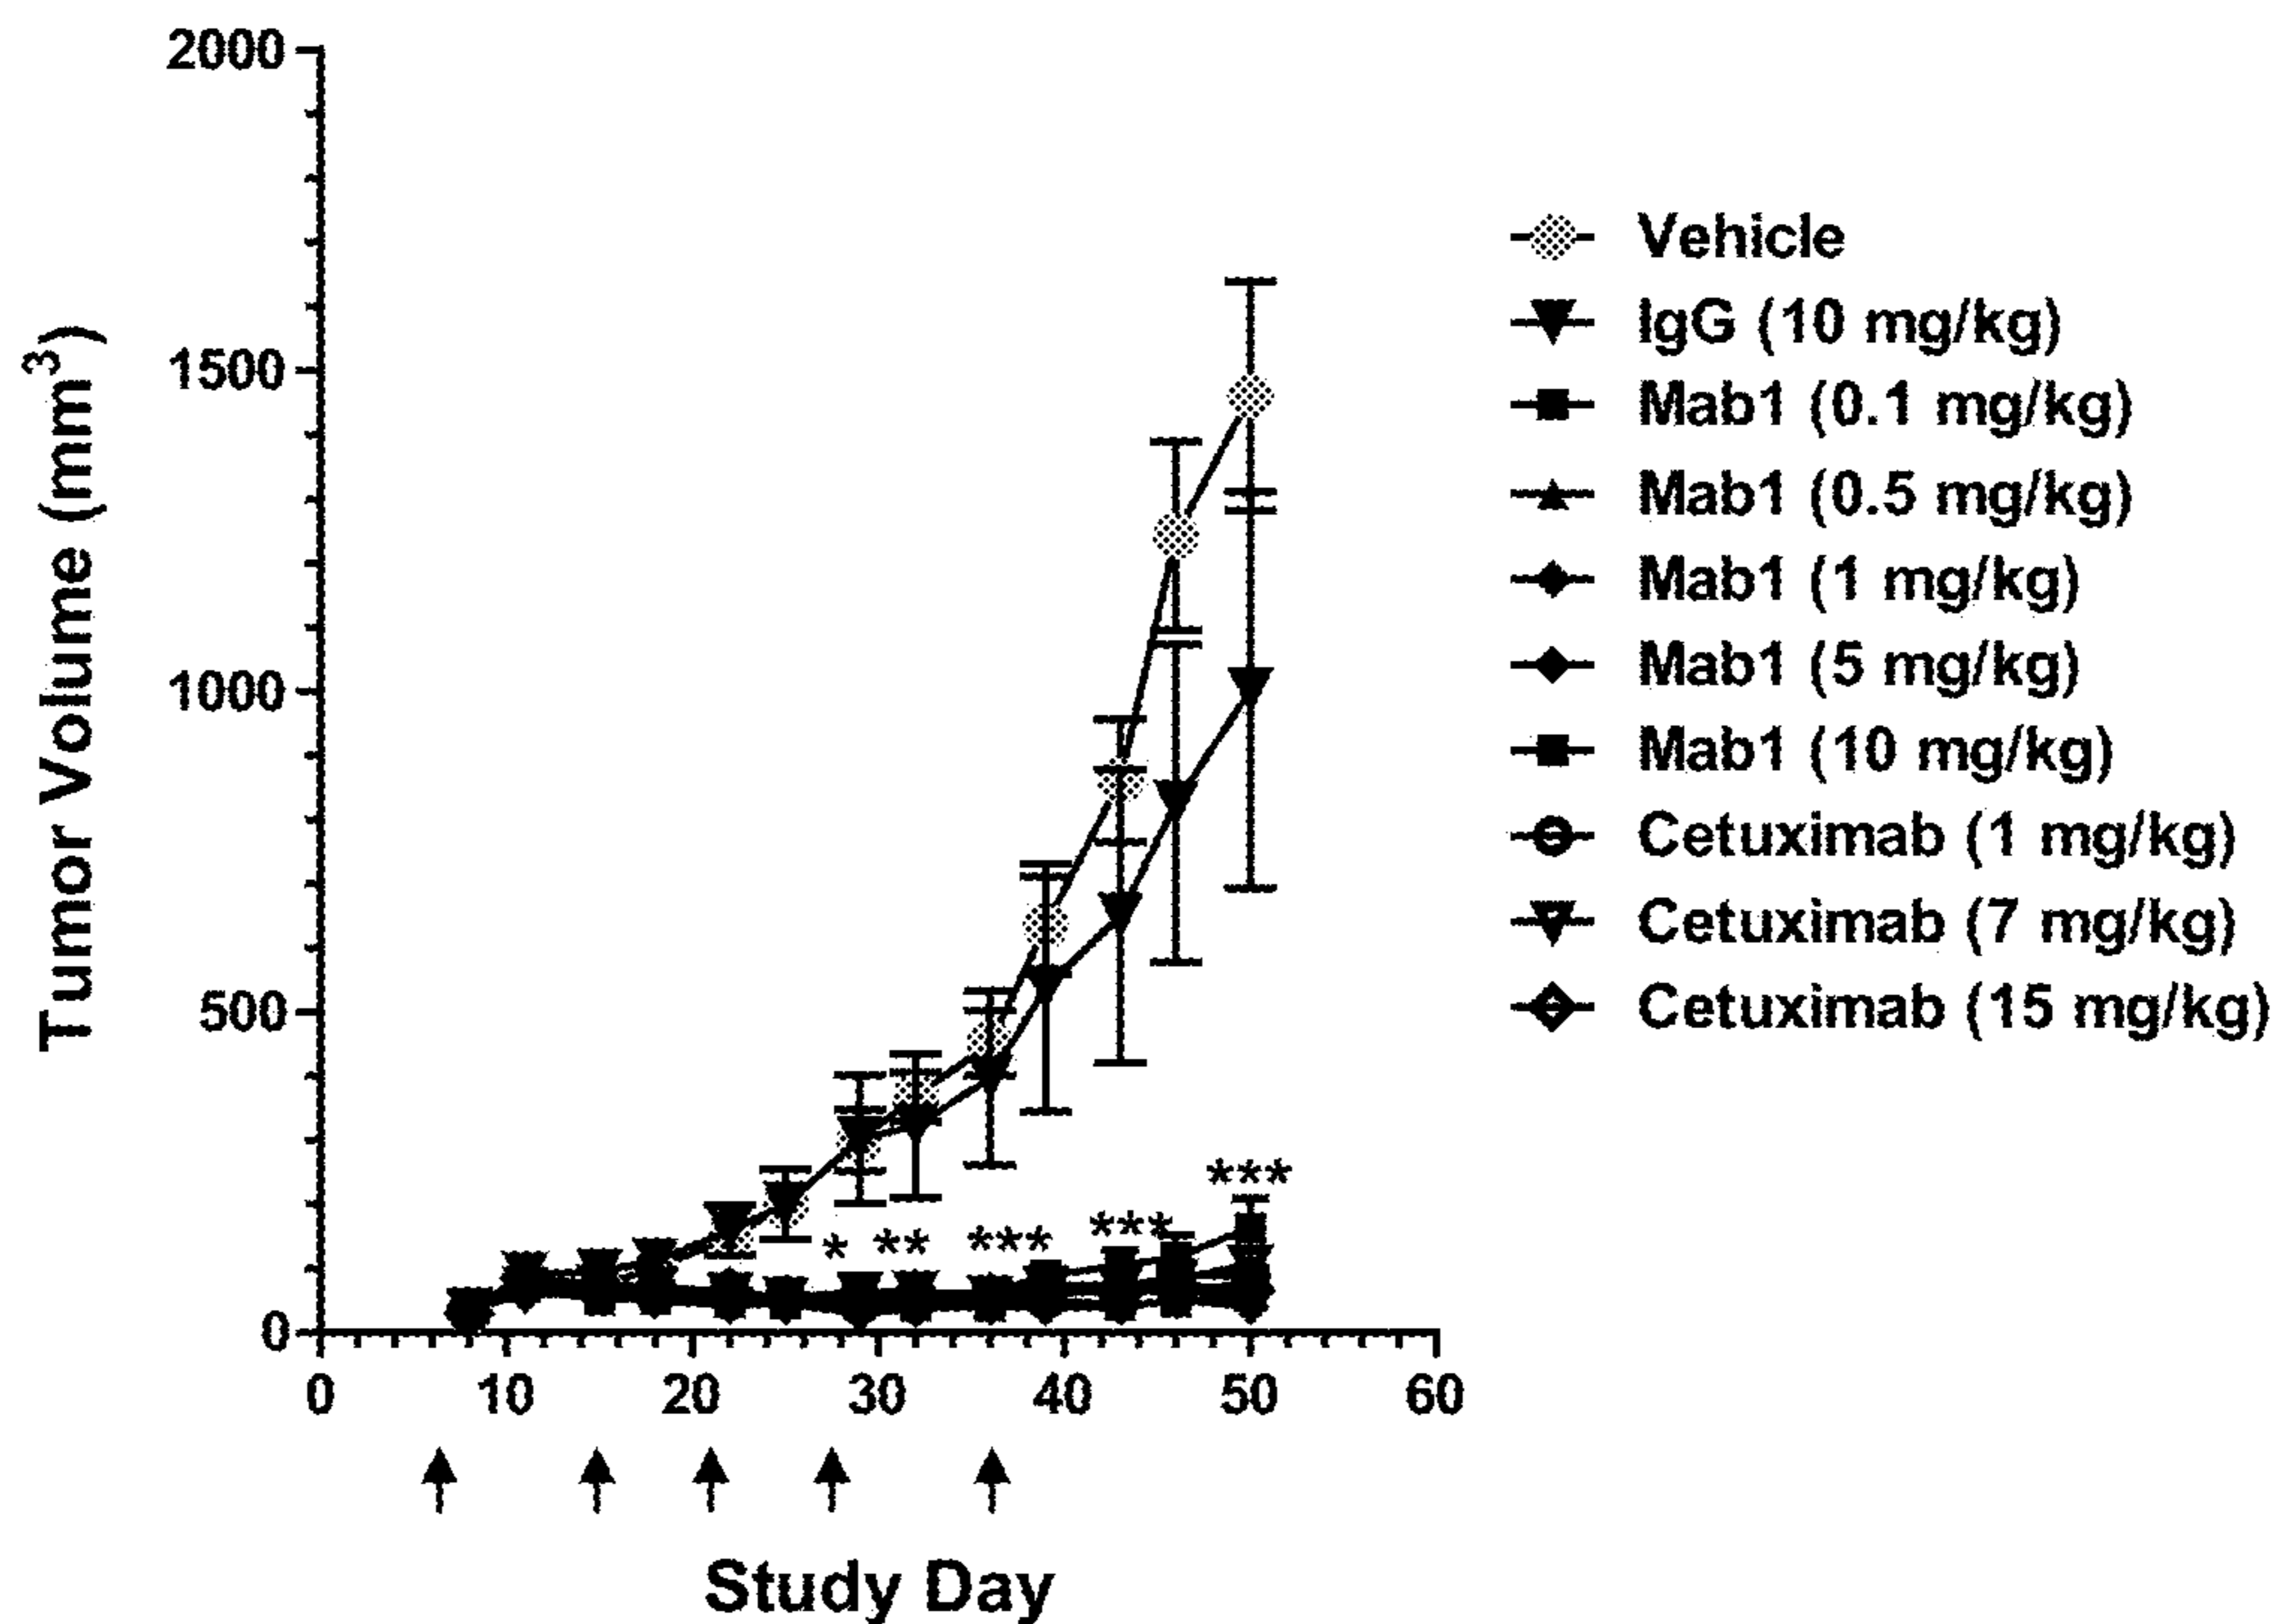 2000
1500
1000
500
0
Tumor Volume (mm³)
0 10 20 30 40 50 60
Study Day
* ** *** *** ***
Vehicle
IgG (10 mg/kg)
Mab1 (0.1 mg/kg)
Mab1 (0.5 mg/kg)
Mab1 (1 mg/kg)
Mab1 (5 mg/kg)
Mab1 (10 mg/kg)
Cetuximab (1 mg/kg)
Cetuximab (7 mg/kg)
Cetuximab (15 mg/kg)